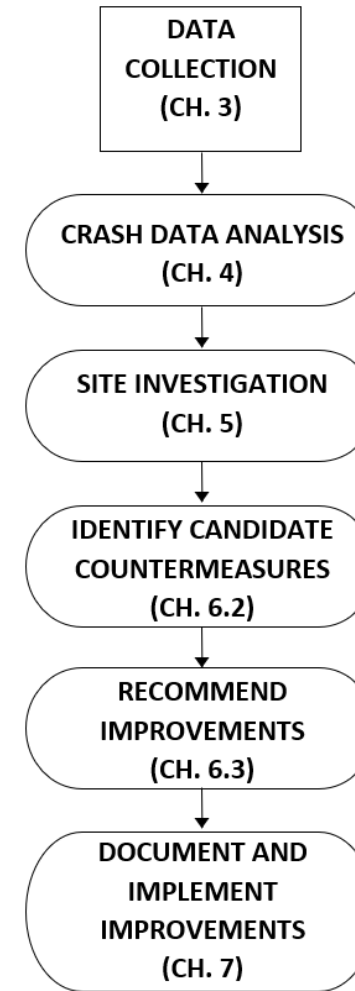 DATA
COLLECTION
(CH. 3)
CRASH DATA ANALYSIS
(CH. 4)
SITE INVESTIGATION
(CH. 5)
IDENTIFY CANDIDATE
COUNTERMEASURES
(CH. 6.2)
RECOMMEND
IMPROVEMENTS
(CH. 6.3)
DOCUMENT AND
IMPLEMENT
IMPROVEMENTS
(CH. 7)